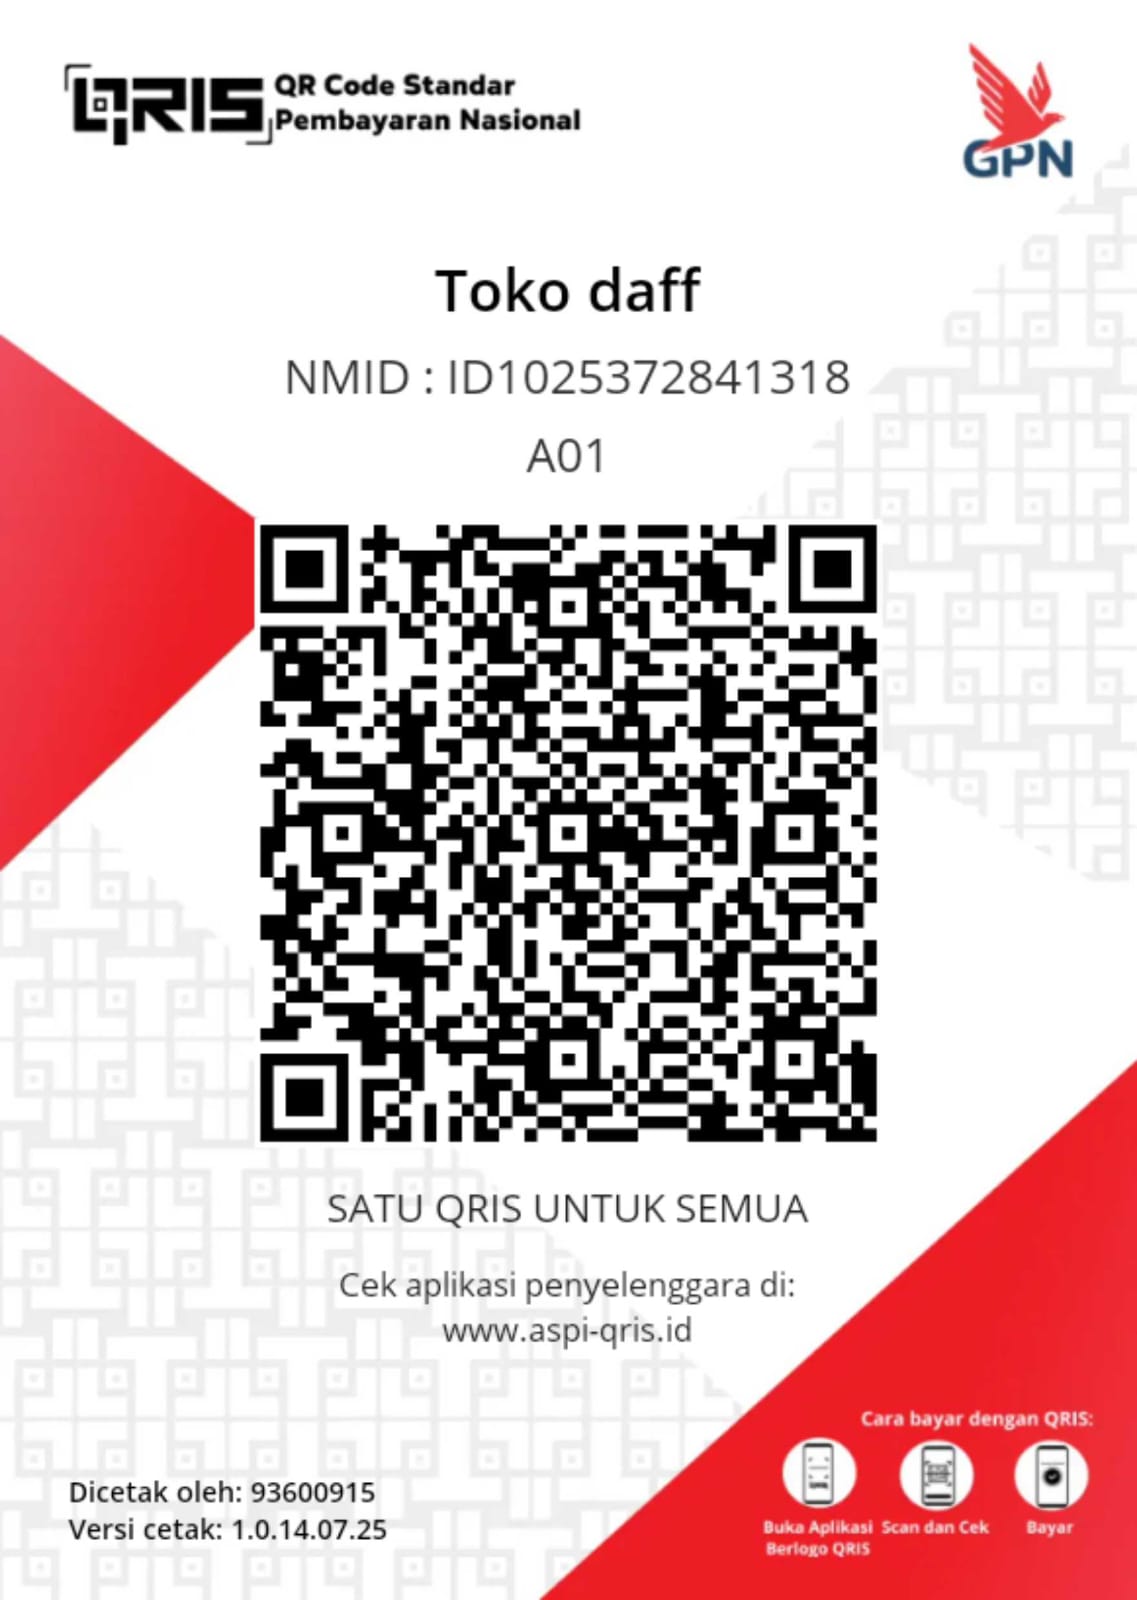 QRIS QR Code Standar
Pembayaran Nasional
GPN
Toko daff
NMID : ID1025372841318
A01
SATU QRIS UNTUK SEMUA
Cek aplikasi penyelenggara di:
www.aspi-qris.id
Cara bayar dengan QRIS:
Buka Aplikasi
Berlogo QRIS
Scan dan Cek
Bayar
Dicetak oleh: 93600915
Versi cetak: 1.0.14.07.25